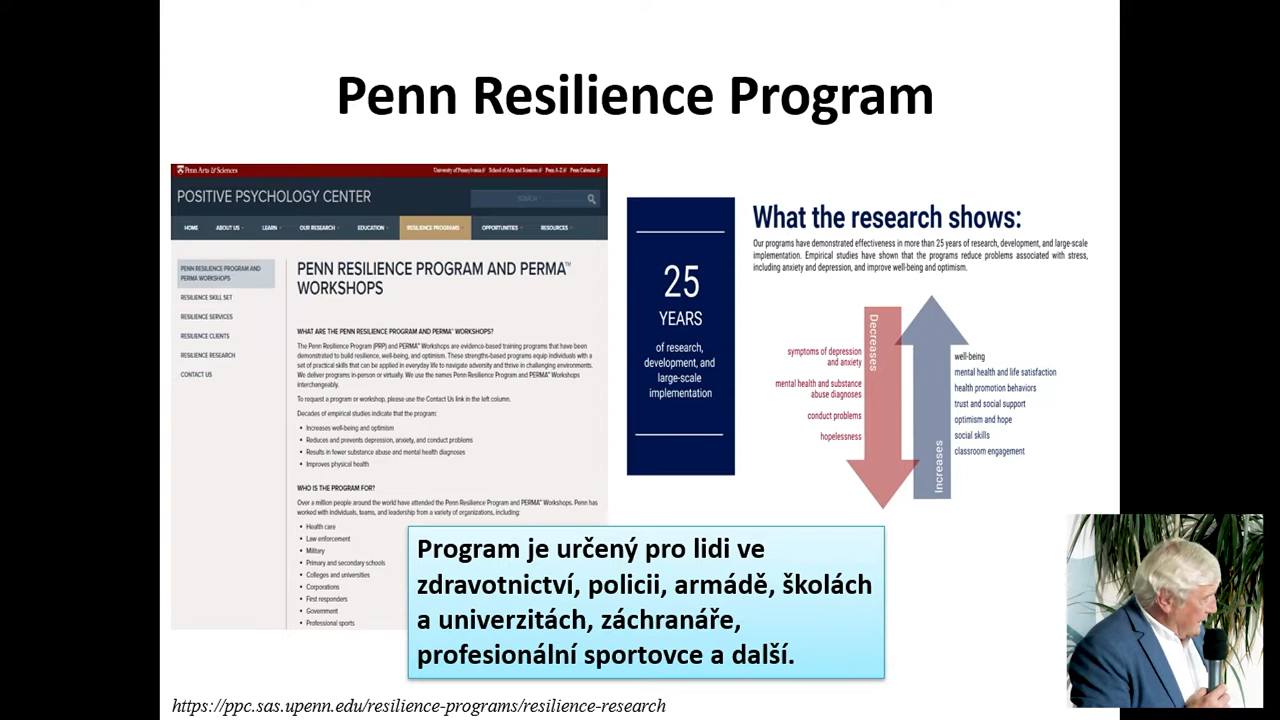 Penn Resilience Program
Penn Arts & Sciences
University of Pennsylvania School of Arts and Sciences Penn A-Z Penn Calendar
POSITIVE PSYCHOLOGY CENTER
SEARCH
HOME ABOUT US LEARN OUR RESEARCH EDUCATION RESILIENCE PROGRAMS OPPORTUNITIES RESOURCES
PENN RESILIENCE PROGRAM AND
PERMA WORKSHOPS
RESILIENCE SKILL SET
RESILIENCE SERVICES
RESILIENCE CLIENTS
RESILIENCE RESEARCH
CONTACT US
PENN RESILIENCE PROGRAM AND PERMA™
WORKSHOPS
WHAT ARE THE PENN RESILIENCE PROGRAM AND PERMA™ WORKSHOPS?
The Penn Resilience Program (PRP) and PERMA™ Workshops are evidence-based training programs that have been
demonstrated to build resilience, well-being, and optimism. These strengths-based programs equip individuals with a
set of practical skills that can be applied in everyday life to navigate adversity and thrive in challenging environments.
We deliver programs in-person or virtually. We use the names Penn Resilience Program and PERMA™ Workshops
interchangeably.
To request a program or workshop, please use the Contact Us link in the left column.
Decades of empirical studies indicate that the program:
• Increases well-being and optimism
• Reduces and prevents depression, anxiety, and conduct problems
• Results in fewer substance abuse and mental health diagnoses
• Improves physical health
WHO IS THE PROGRAM FOR?
Over a million people around the world have attended the Penn Resilience Program and PERMA™ Workshops. Penn has
worked with individuals, teams, and leadership from a variety of organizations, including:
• Health care
• Law enforcement
• Military
• Primary and secondary schools
• Colleges and universities
• Corporations
• First responders
• Government
• Professional sports
25
YEARS
of research,
development, and
large-scale
implementation
What the research shows:
Our programs have demonstrated effectiveness in more than 25 years of research, development, and large-scale
implementation. Empirical studies have shown that the programs reduce problems associated with stress,
including anxiety and depression, and improve well-being and optimism.
Decreases
symptoms of depression
and anxiety
mental health and substance
abuse diagnoses
conduct problems
hopelessness
Increases
well-being
mental health and life satisfaction
health promotion behaviors
trust and social support
optimism and hope
social skills
classroom engagement
Program je určený pro lidi ve
zdravotnictví, policii, armádě, školách
a univerzitách, záchranáře,
profesionální sportovce a další.
https://ppc.sas.upenn.edu/resilience-programs/resilience-research